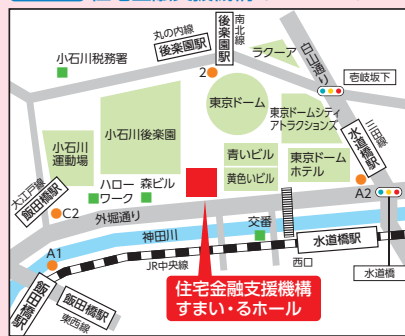 住宅金融支援機構
丸の内線
後楽園駅
南北線
ラクーア
白山通り
小石川税務署
2
壱岐坂下
東京ドーム
小石川後楽園
東京ドームシティ
アトラクションズ
三田線
水道橋駅
小石川
運動場
青いビル
東京ドーム
ホテル
大江戸線
飯田橋駅
ハロー
ワーク
森ビル
黄色いビル
A2
C2
外堀通り
神田川
交番
水道橋駅
A1
西口
JR中央線
水道橋
飯田橋駅
東西線
飯田橋駅
住宅金融支援機構
すまい・るホール